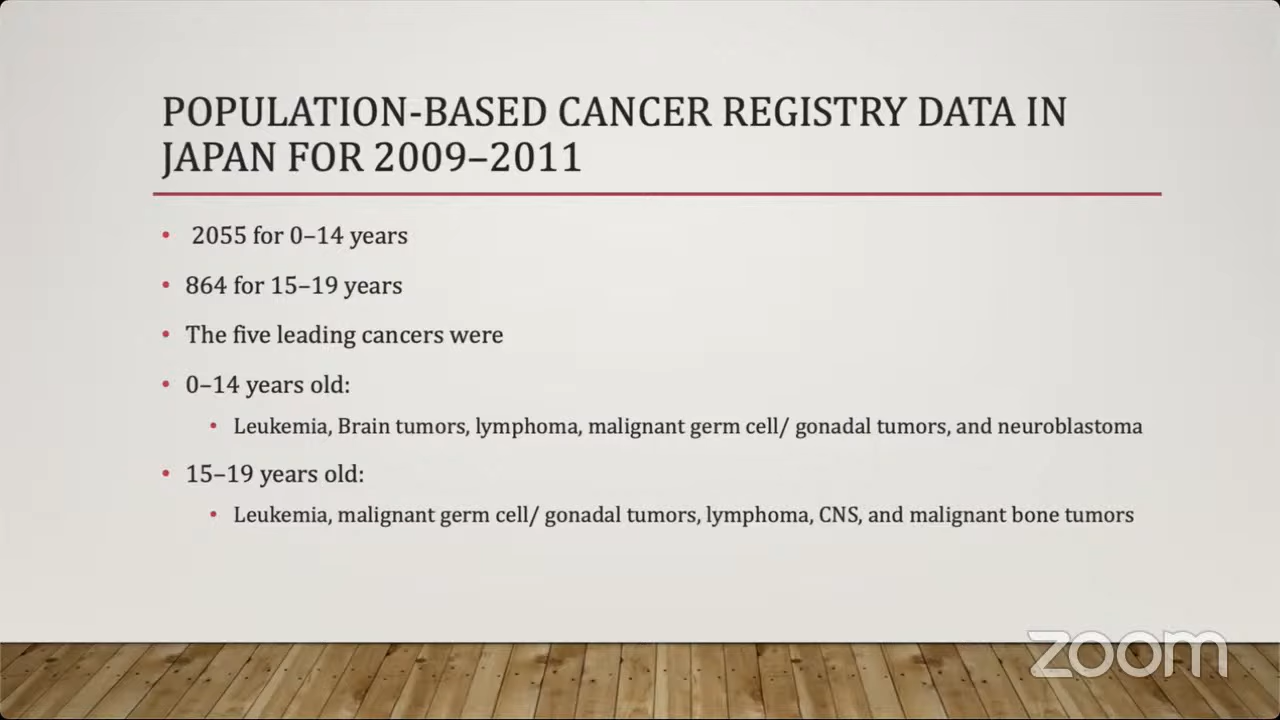 POPULATION-BASED CANCER REGISTRY DATA IN
JAPAN FOR 2009–2011
• 2055 for 0–14 years
• 864 for 15–19 years
• The five leading cancers were
• 0–14 years old:
• Leukemia, Brain tumors, lymphoma, malignant germ cell/ gonadal tumors, and neuroblastoma
• 15–19 years old:
• Leukemia, malignant germ cell/ gonadal tumors, lymphoma, CNS, and malignant bone tumors
zoom